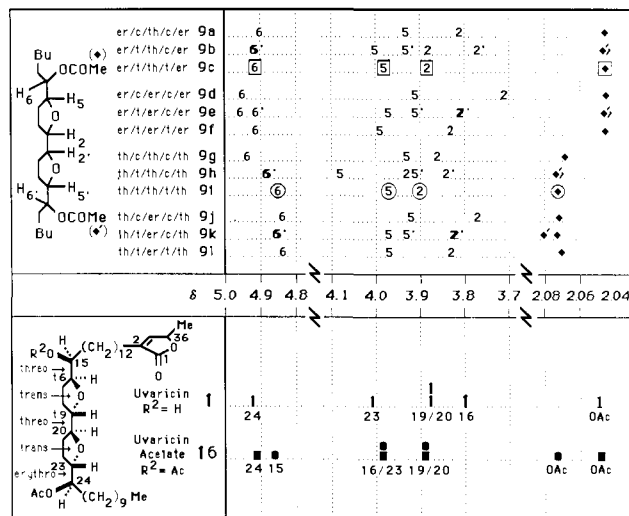 er/c/th/c/er 9a 6 5 2
Bu (♦) er/t/th/c/er 9b 6 6' 5 5' 2 2'
OCOMe er/t/th/t/er 9c 6 5 2
H6 H5
O er/c/er/c/er 9d 6 5 2
er/t/er/c/er 9e 6 6' 5 5' 2'
H2 er/t/er/t/er 9f 6 5 2
H2'
O th/c/th/c/th 9g 6 5 2
th/t/th/c/th 9h 6' 5 2 5' 2'
H6' H5' th/t/th/t/th 9i 6 5 2
OCOMe th/c/er/c/th 9j 6 5 2
Bu (♦') th/t/er/c/th 9k 6' 5 5' 2'
th/t/er/t/th 9l 6 5 2
δ 5.0 4.9 4.8 4.1 4.0 3.9 3.8 3.7 2.08 2.06 2.04
H Me
R2O (CH2)12 2 36
15 O
threo 1 O
16 H
trans O Uvaricin 1
19 H R2 = H 24 23 19/20 16 OAc
threo
20 H
trans O Uvaricin Acetate 16
R2 = Ac 24 15 16/23 19/20 OAc OAc
23 H
erythro 24
AcO (CH2)9Me
H